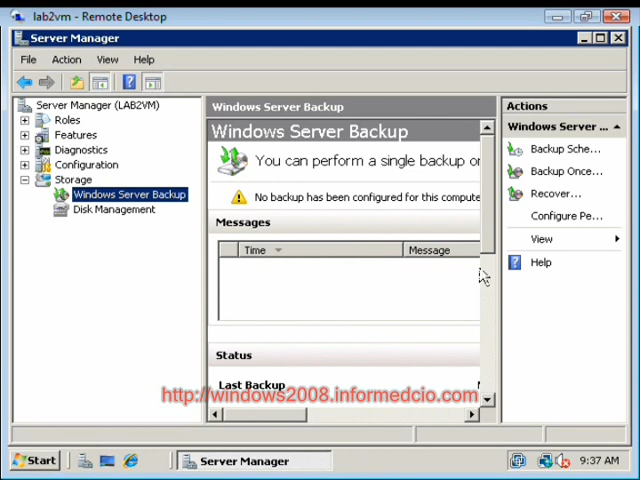 lab2vm - Remote Desktop
Server Manager
File Action View Help
Server Manager (LAB2VM)
Roles
Features
Diagnostics
Configuration
Storage
Windows Server Backup
Disk Management
Windows Server Backup
Windows Server Backup
You can perform a single backup or
No backup has been configured for this compute
Messages
Time Message
Status
Last Backup
http://windows2008.informedcio.com
Actions
Windows Server ...
Backup Sche...
Backup Once...
Recover...
Configure Pe...
View
Help
Start
Server Manager
9:37 AM